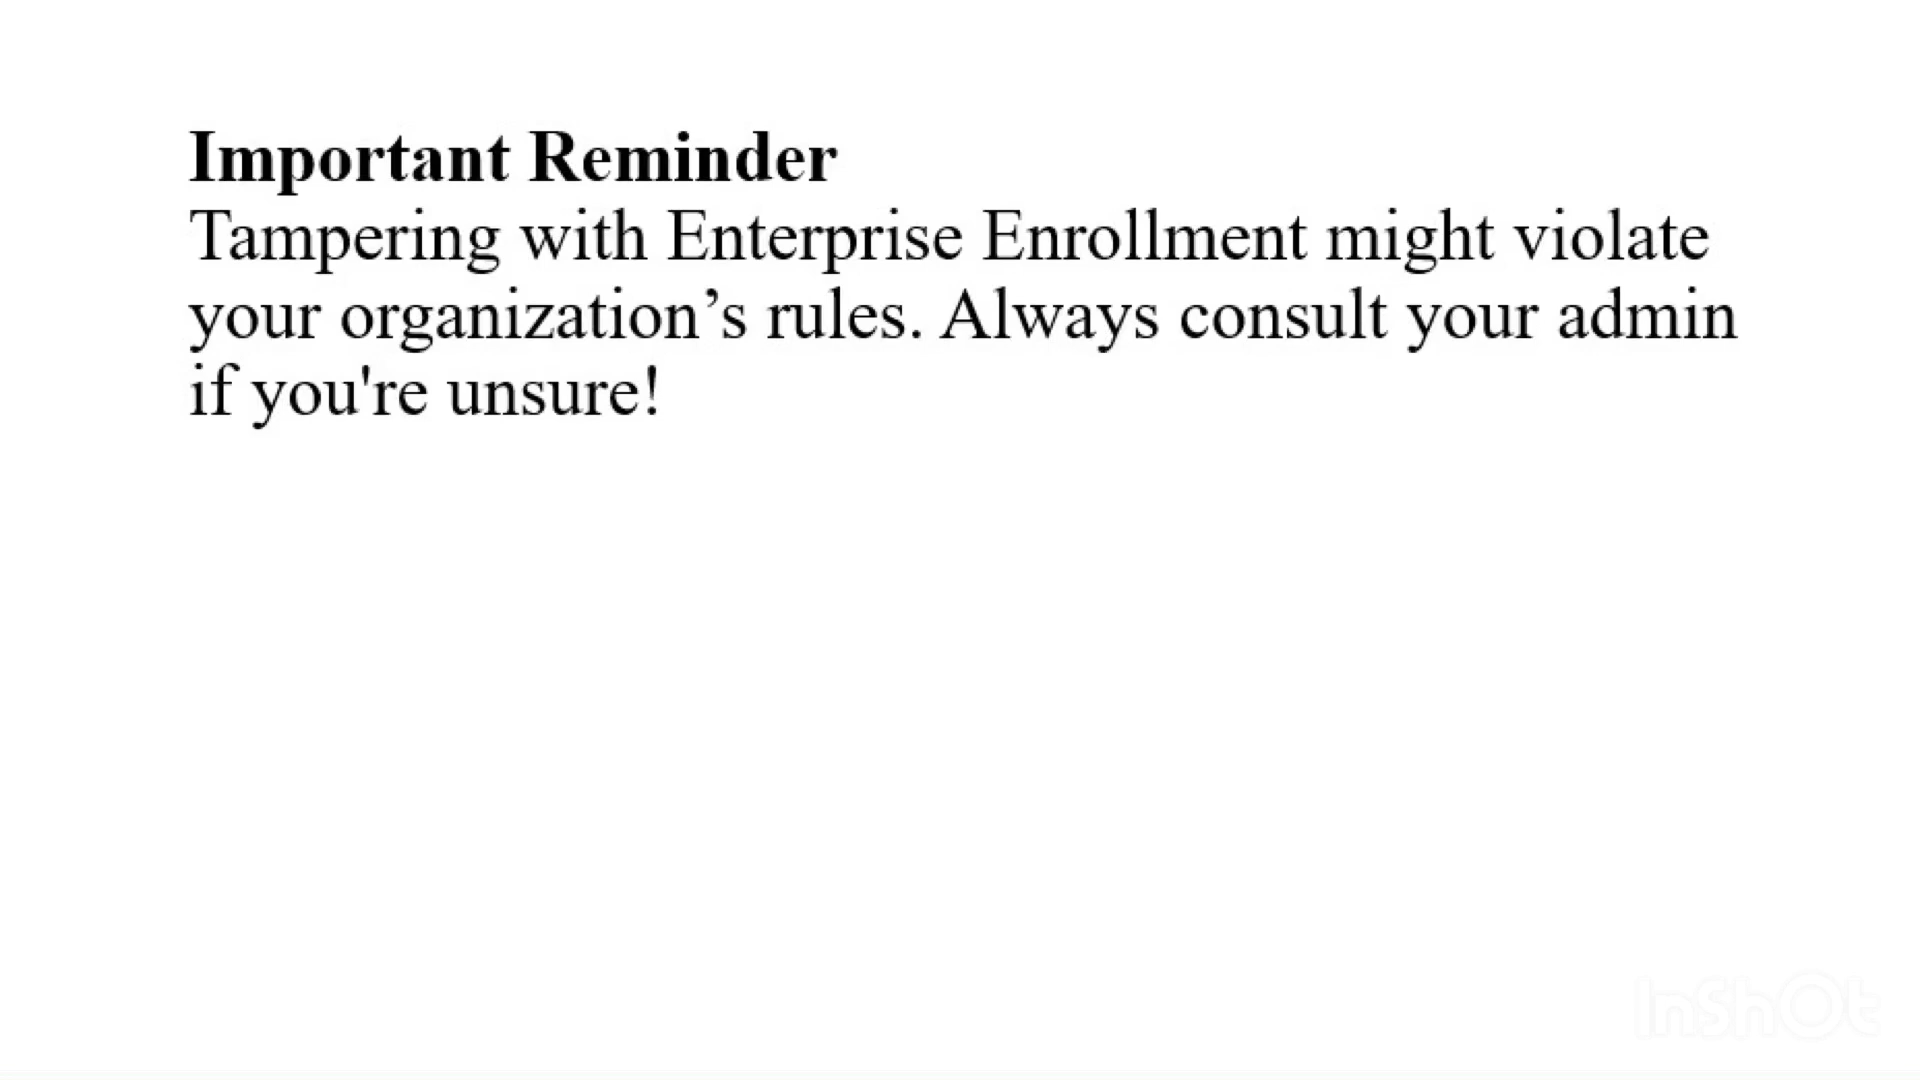 Important Reminder
Tampering with Enterprise Enrollment might violate
your organization’s rules. Always consult your admin
if you're unsure!
InShOt